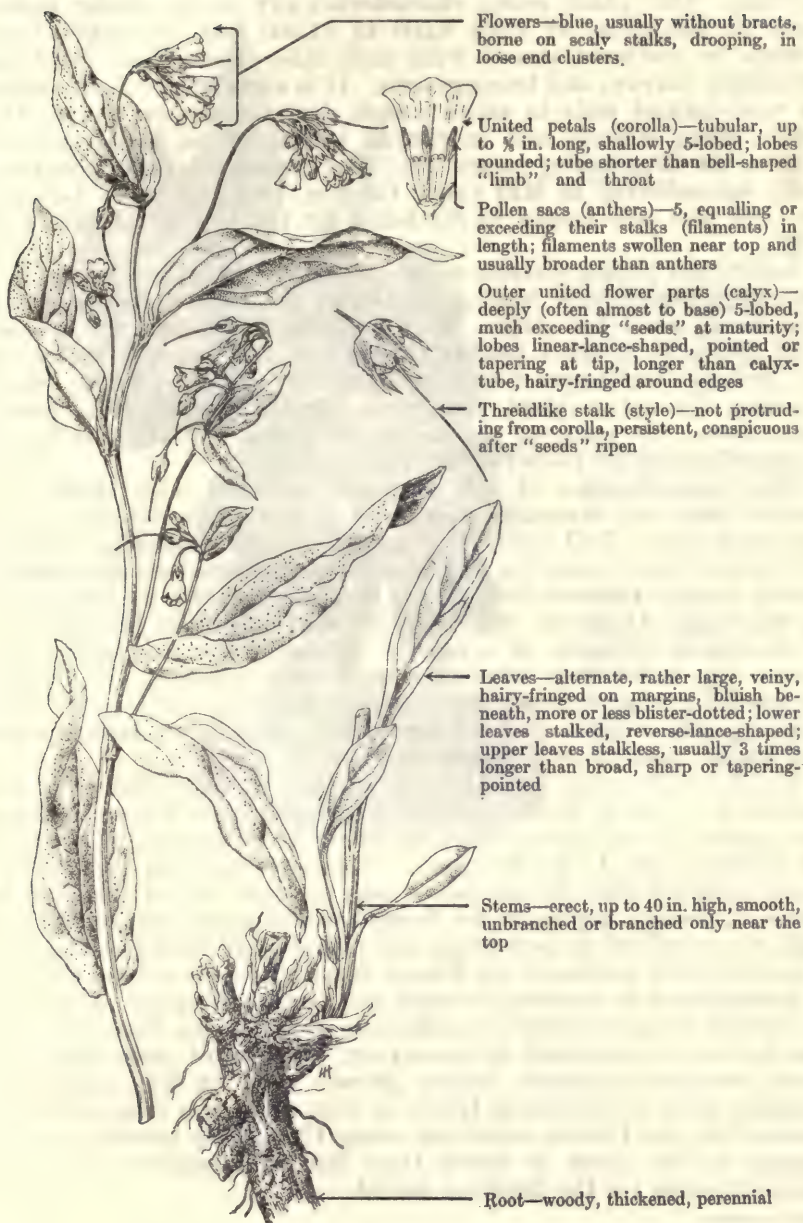 Flowers—blue, usually without bracts,
borne on scaly stalks, drooping, in
loose end clusters.
United petals (corolla)—tubular, up
to in. long, shallowly 5-lobed; lobes
rounded; tube shorter than bell-shaped
"limb" and throat
Pollen sacs (anthers)—5, equalling or
exceeding their stalks (filaments) in
length; filaments swollen near top and
usually broader than anthers
Outer united flower parts (calyx)—
deeply (often almost to base) 5-lobed,
much exceeding "seeds" at maturity;
lobes linear-lance-shaped, pointed or
tapering at tip, longer than calyx-
tube, hairy-fringed around edges
Threadlike stalk (style)—not protrud-
ing from corolla, persistent, conspicuous
after "seeds" ripen
Leaves—alternate, rather large, veiny,
hairy-fringed on margins, bluish be-
neath, more or less blister-dotted; lower
leaves stalked, reverse-lance-shaped;
upper leaves stalkless, usually 3 times
longer than broad, sharp or tapering-
pointed
Stems—erect, up to 40 in. high, smooth,
unbranched or branched only near the
top
Root—woody, thickened, perennial